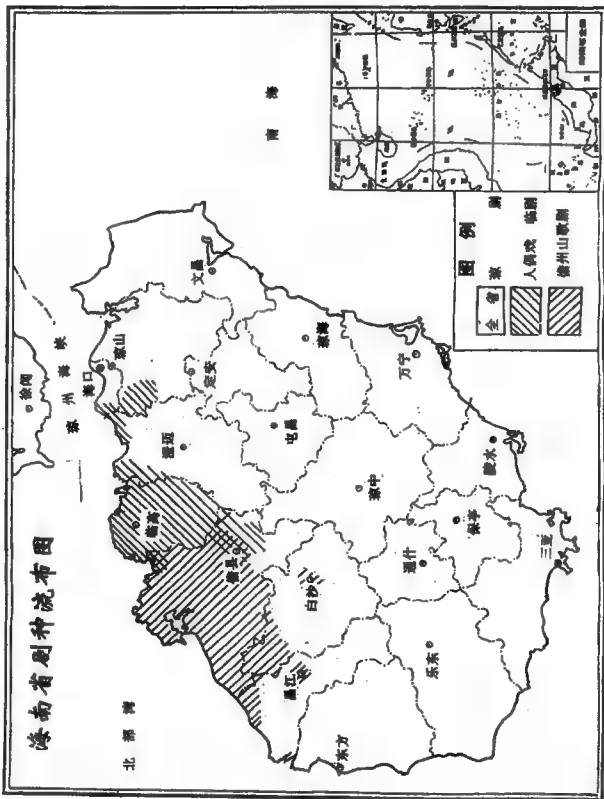 海南省剧种流布图
北部湾
琼州海峡
南海
徐闻
海口
琼山
文昌
定安
澄迈
临高
儋县
屯昌
琼海
万宁
琼中
白沙
昌江
东方
乐东
通什
保亭
陵水
三亚
图例
全省 琼剧
人偶戏 临剧
儋州山歌剧